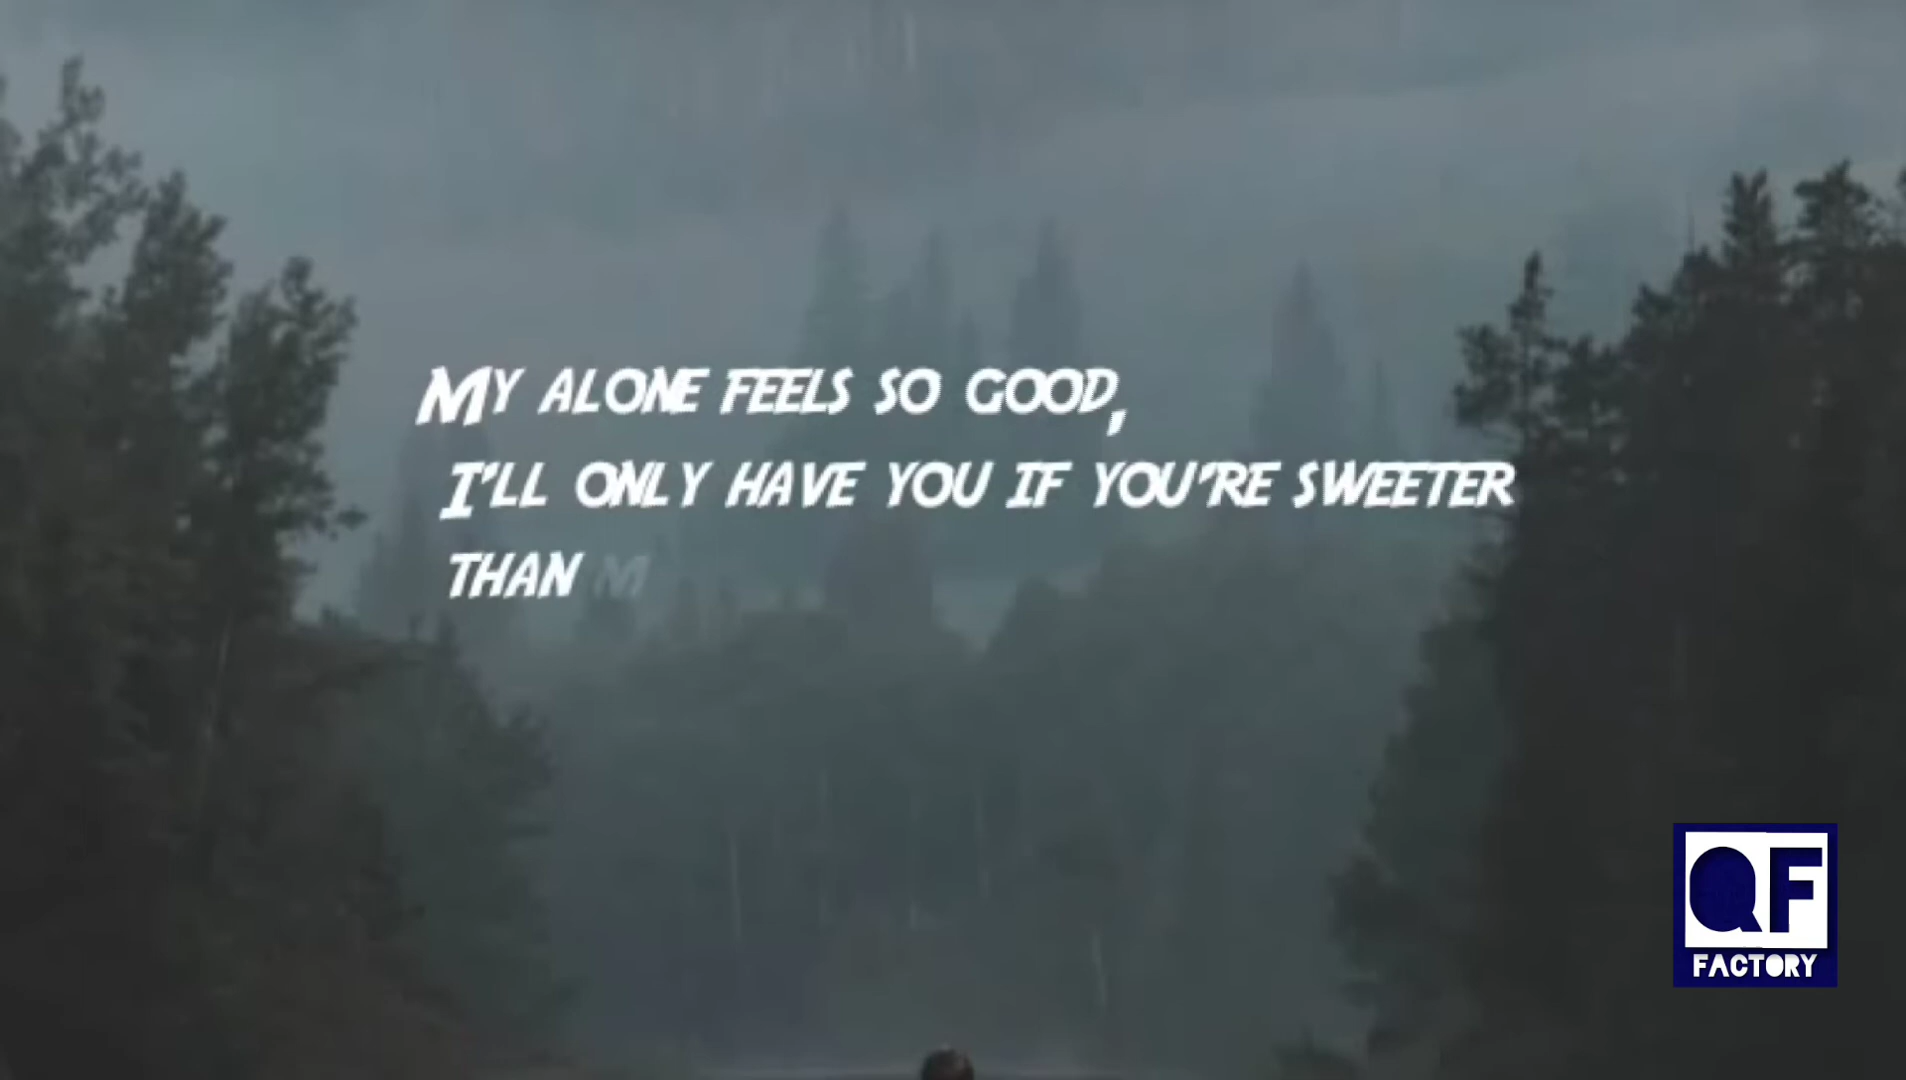 My alone feels so good,
I'll only have you if you're sweeter
than m
QF
FACTORY